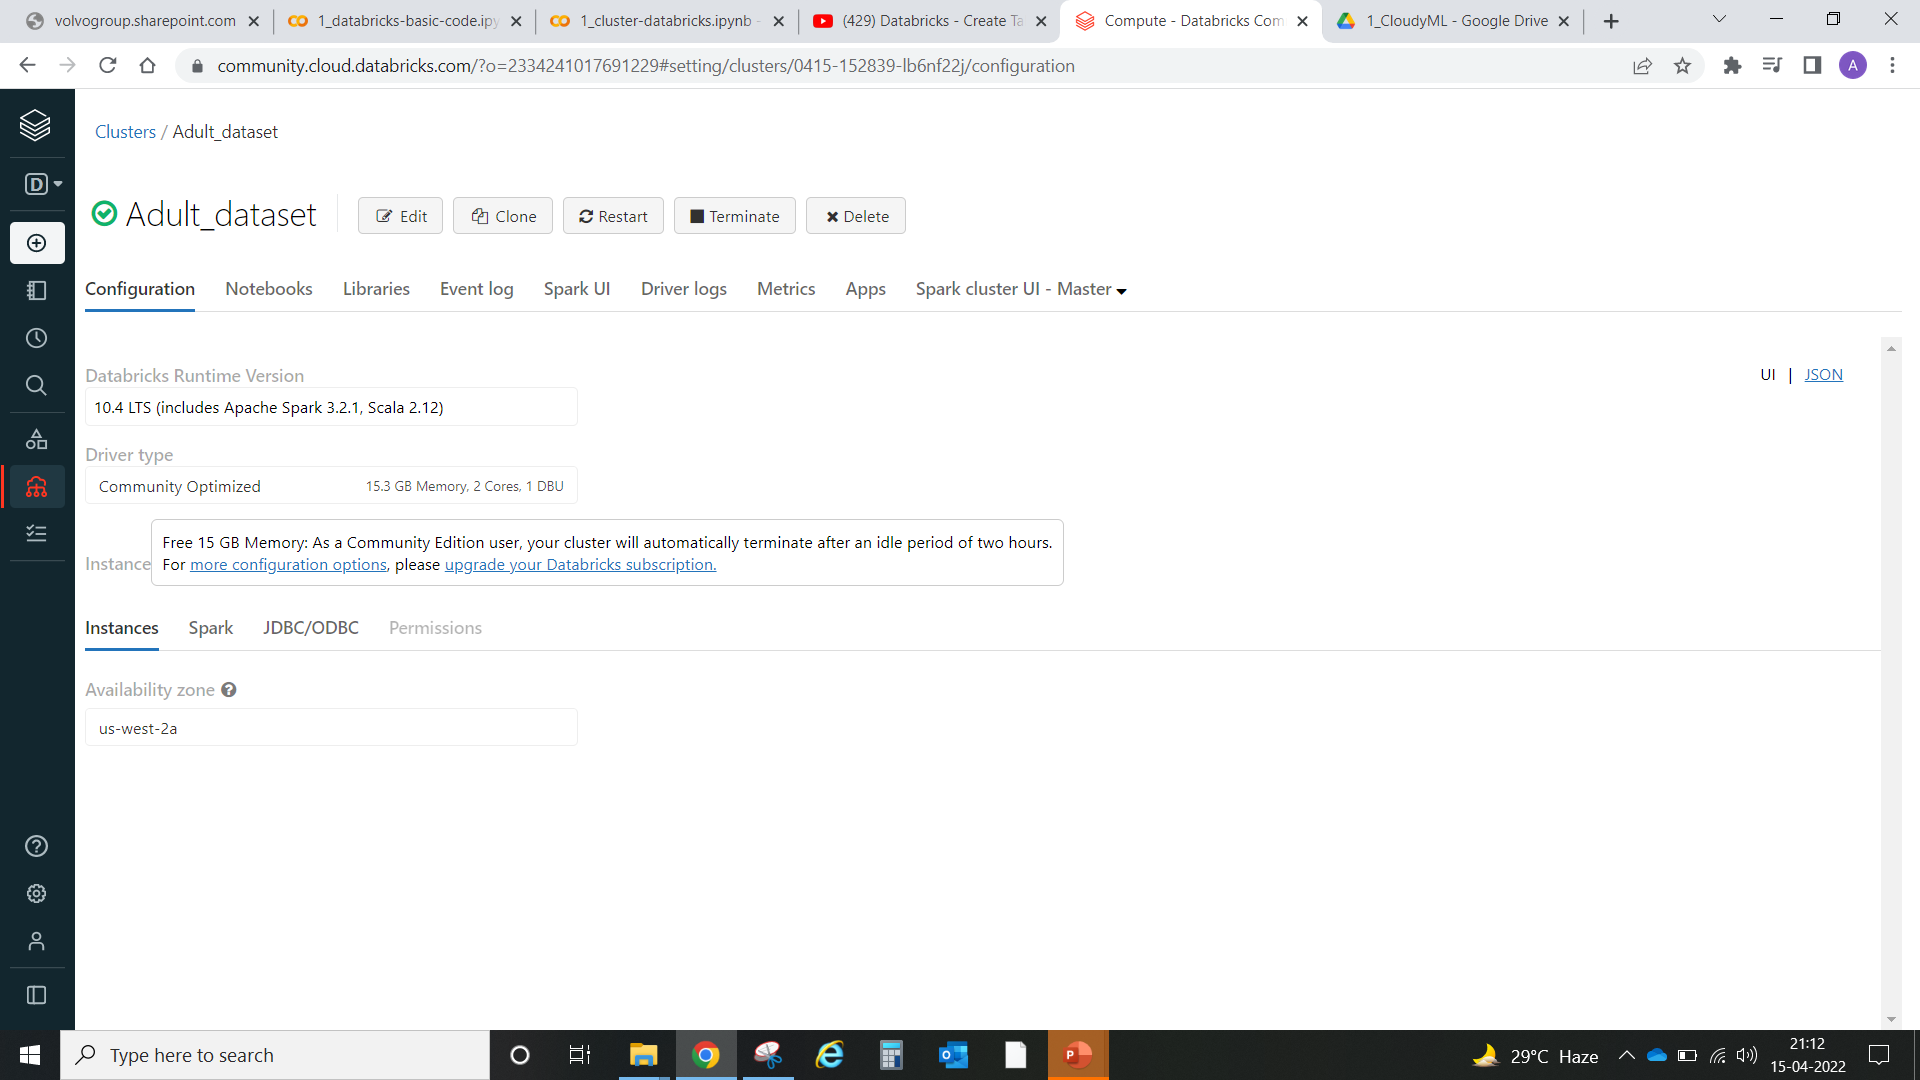 volvogroup.sharepoint.com
1_databricks-basic-code.ipy
1_cluster-databricks.ipynb -
(429) Databricks - Create Ta
Compute - Databricks Com
1_CloudyML - Google Drive
community.cloud.databricks.com/?o=2334241017691229#setting/clusters/0415-152839-lb6nf22j/configuration
A
Clusters / Adult_dataset
D
Adult_dataset
Edit
Clone
Restart
Terminate
Delete
Configuration
Notebooks
Libraries
Event log
Spark UI
Driver logs
Metrics
Apps
Spark cluster UI - Master
Databricks Runtime Version
UI | JSON
10.4 LTS (includes Apache Spark 3.2.1, Scala 2.12)
Driver type
Community Optimized
15.3 GB Memory, 2 Cores, 1 DBU
Instance
Free 15 GB Memory: As a Community Edition user, your cluster will automatically terminate after an idle period of two hours.
For more configuration options, please upgrade your Databricks subscription.
Instances
Spark
JDBC/ODBC
Permissions
Availability zone ?
us-west-2a
Type here to search
29°C Haze
21:12
15-04-2022